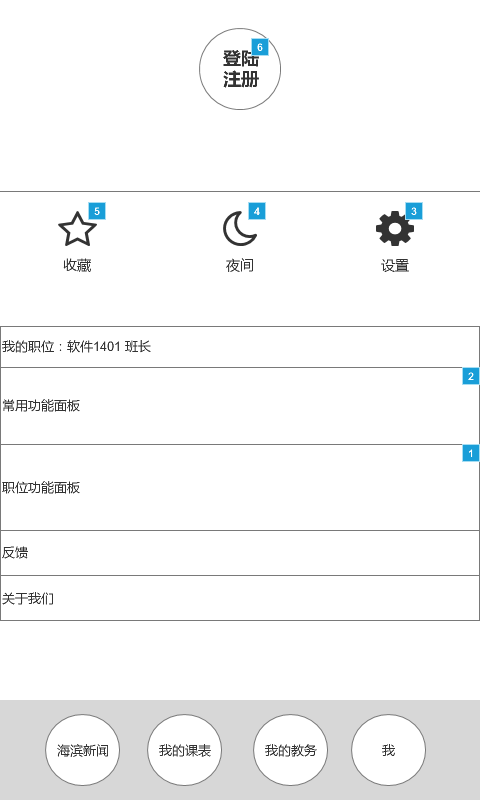 6
登陆
注册
5
4
3
收藏
夜间
设置
我的职位：软件1401 班长
2
常用功能面板
1
职位功能面板
反馈
关于我们
海滨新闻
我的课表
我的教务
我